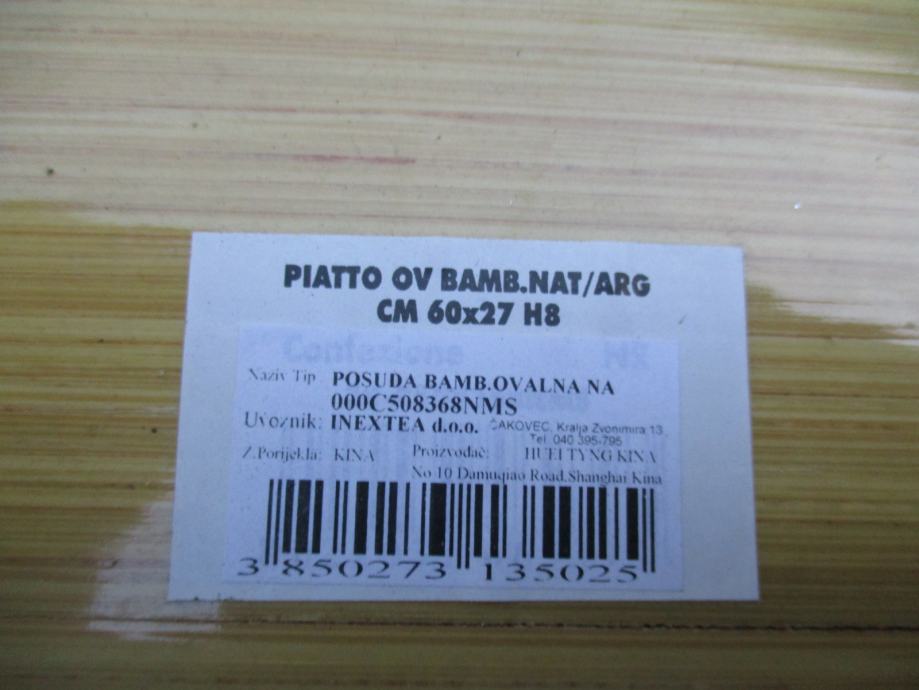 PIATTO OV BAMB.NAT/ARG
CM 60x27 H8
Confezione
Naziv Tip POSUDA BAMB.OVALNA NA
000C508368NMS
Uvoznik: INEXTEA d.o.o. ČAKOVEC, Kralja Zvonimira 13
Tel. 040 395-795
Z.Porijekla: KINA Proizvođač: HUEI TYNG KINA
No 10 Damuqiao Road.Shanghai Kina
3 850273 135025